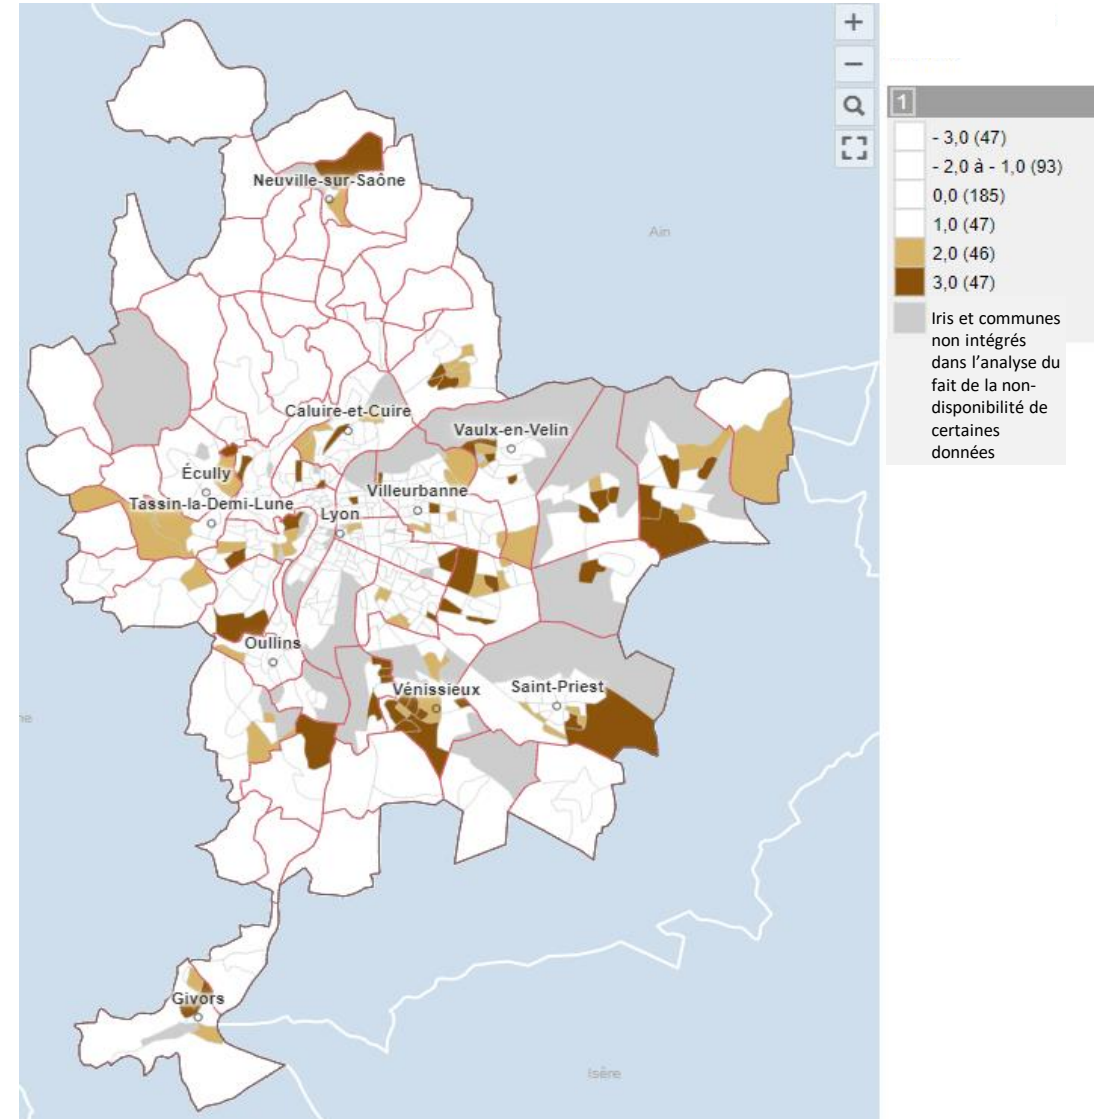 +
−
1
- 3,0 (47)
- 2,0 à - 1,0 (93)
0,0 (185)
1,0 (47)
2,0 (46)
3,0 (47)
Iris et communes
non intégrés
dans l'analyse du
fait de la non-
disponibilité de
certaines
données
Neuville-sur-Saône
Ain
Caluire-et-Cuire
Vaulx-en-Velin
Écully
Villeurbanne
Tassin-la-Demi-Lune
Lyon
Oullins
Vénissieux
Saint-Priest
ne
Givors
Isère